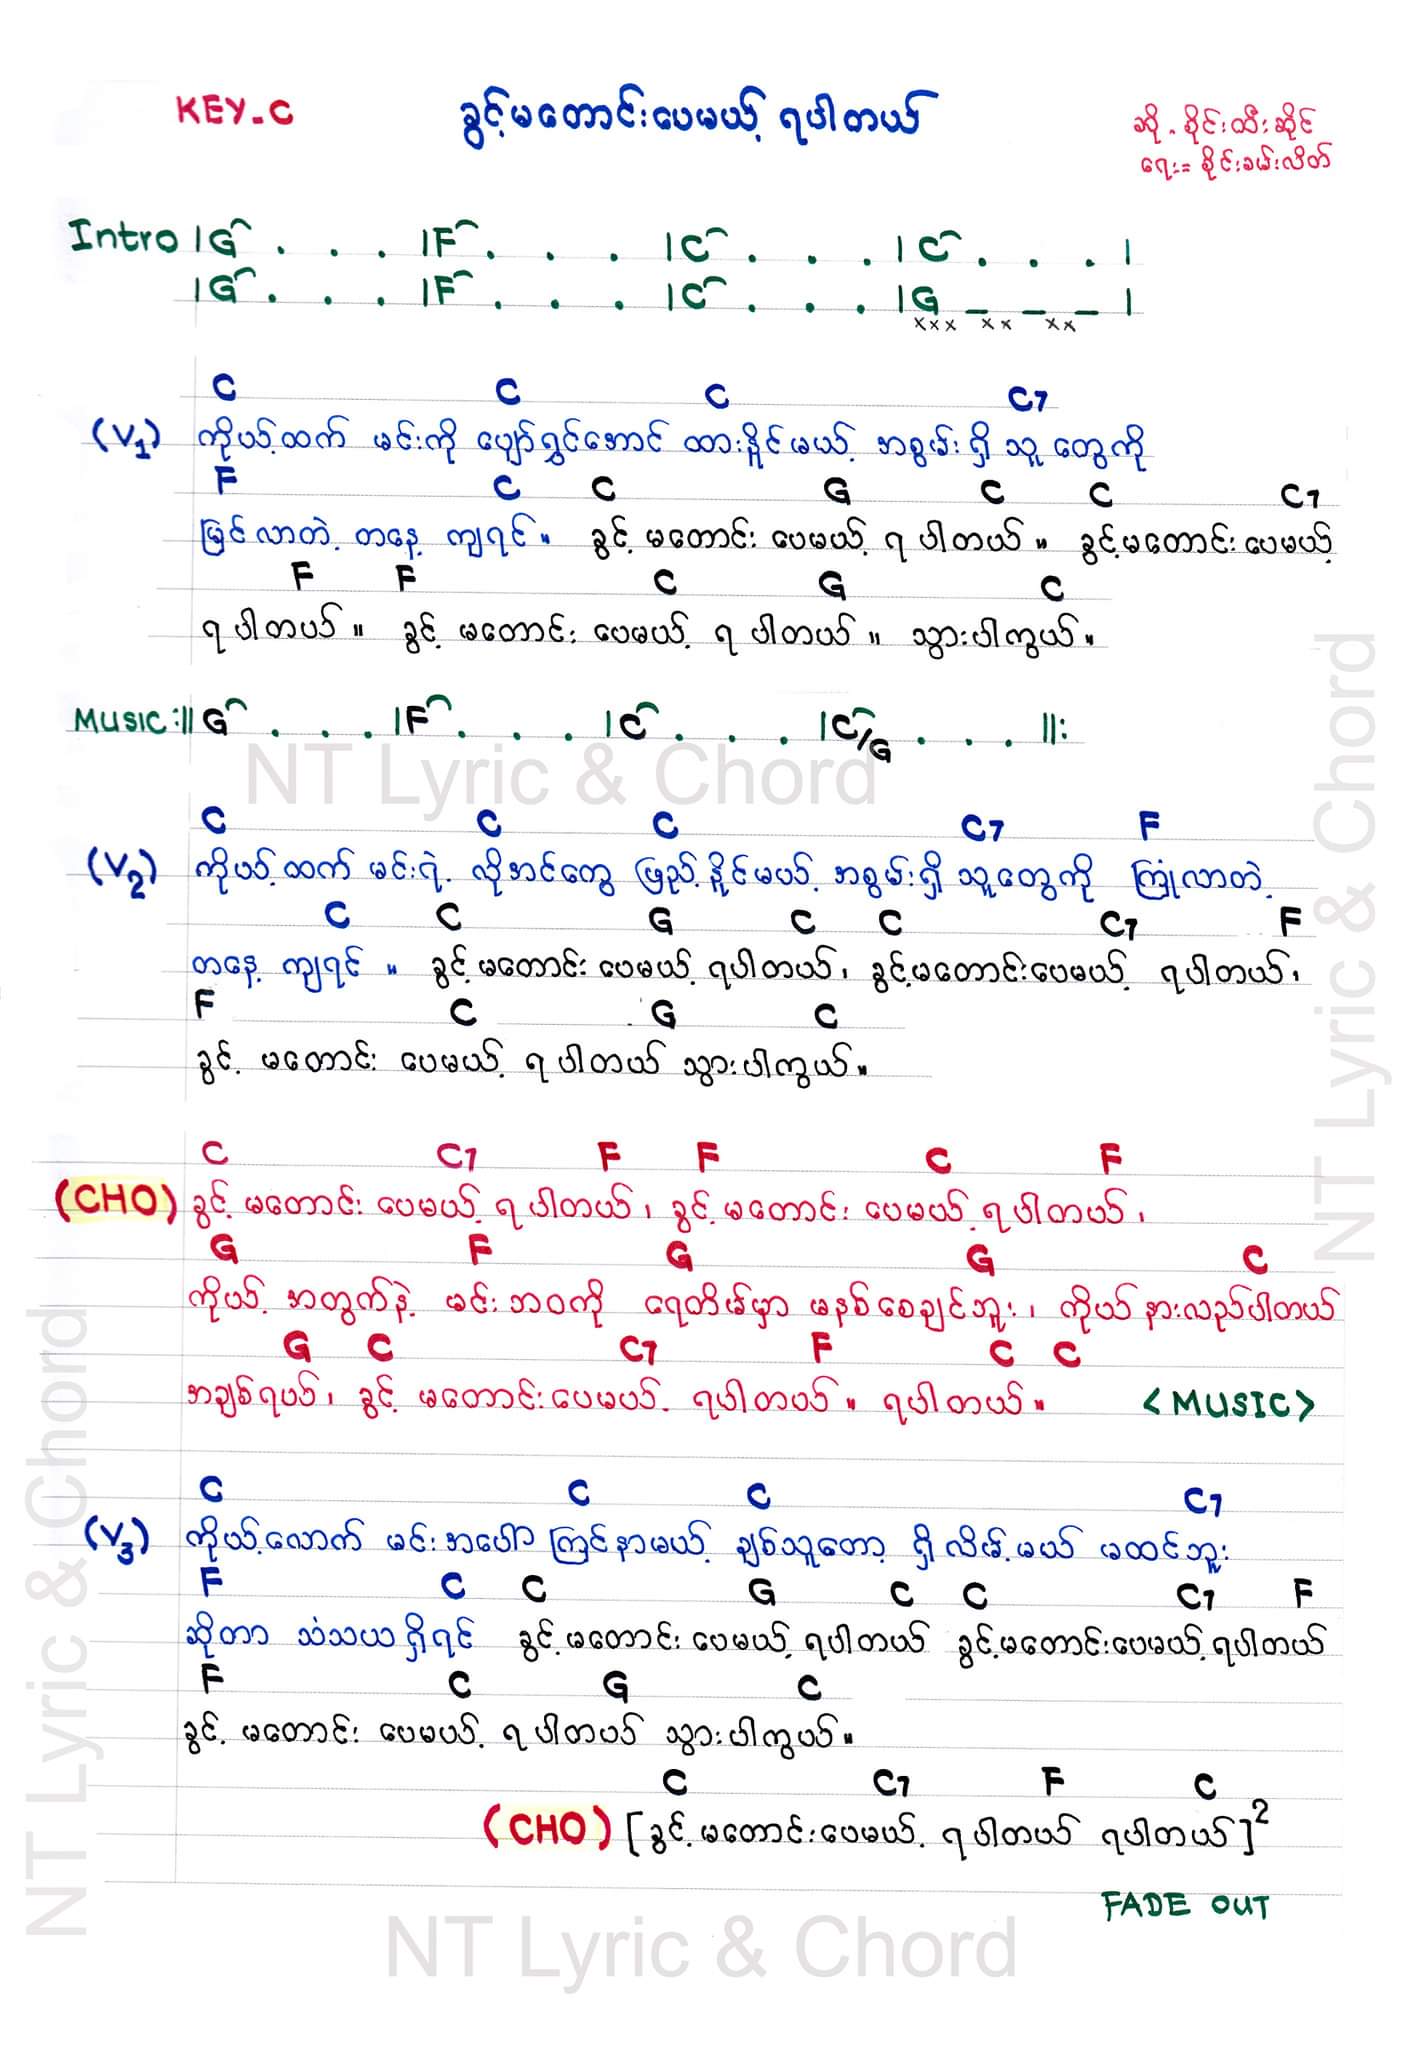 KEY-C
ခွင့်မတောင်းပေမယ့် ရပါတယ်
ဆို - စိုင်းထီးဆိုင်
ရေး = စိုင်းခမ်းလိတ်
Intro |G . . . |F . . . |C . . . |C . . . |
|G . . . |F . . . |C . . . |G _ _ _ |
xxx xx xx
C C C C7
(V1) ကိုယ့်ထက် မင်းကို ပျော်ရွှင်အောင် ထားနိူင်မယ့် အစွမ်းရှိသူ တွေကို
F C C G C C C7
မြင်လာတဲ့ တနေ့ ကျရင်။ ခွင့် မတောင်း ပေမယ့် ရ ပါတယ်။ ခွင့်မတောင်း ပေမယ့်
F F C G C
ရ ပါတယ်။ ခွင့် မတောင်း ပေမယ့် ရ ပါတယ်။ သွားပါကွယ်။
MUSIC :|| G . . . |F . . . |C . . . |C/G . . . ||:
C C C C7 F
(V2) ကိုယ့်ထက် မင်းရဲ့ လိုအင်တွေ ဖြည့်နိူင်မယ့် အစွမ်းရှိသူတွေကို ကြုံလာတဲ့
C C G C C C7 F
တနေ့ ကျရင်။ ခွင့်မတောင်း ပေမယ့် ရပါတယ်၊ ခွင့်မတောင်းပေမယ့် ရပါတယ်၊
F C G C
ခွင့် မတောင်း ပေမယ့် ရ ပါတယ် သွားပါကွယ်။
C C7 F F C F
(CHO) ခွင့် မတောင်း ပေမယ့် ရ ပါတယ်၊ ခွင့် မတောင်း ပေမယ့် ရ ပါတယ်၊
G F G G C
ကိုယ့် အတွက်နဲ့ မင်းဘဝကို ရေတိမ်မှာ မနစ်စေချင်ဘူး၊ ကိုယ်နားလည်ပါတယ်
G C C7 F C C
အချစ်ရယ်၊ ခွင့် မတောင်းပေမယ့် ရပါတယ်။ ရပါတယ်။ <MUSIC>
C C C C7
(V3) ကိုယ့်လောက် မင်းအပေါ် ကြင်နာမယ့် ချစ်သူတော့ ရှိလိမ့်မယ် မထင်ဘူး
F C C G C C C7 F
ဆိုတာ သံသယရှိရင် ခွင့်မတောင်း ပေမယ့် ရပါတယ် ခွင့်မတောင်းပေမယ့်ရပါတယ်
F C G C
ခွင့် မတောင်း ပေမယ့် ရ ပါတယ် သွားပါကွယ်။
C C7 F C
(CHO) [ခွင့်မတောင်းပေမယ့် ရပါတယ် ရပါတယ်]2
FADE OUT
NT Lyric & Chord
NT Lyric & Chord
NT Lyric & Chord
NT Lyric & Chord